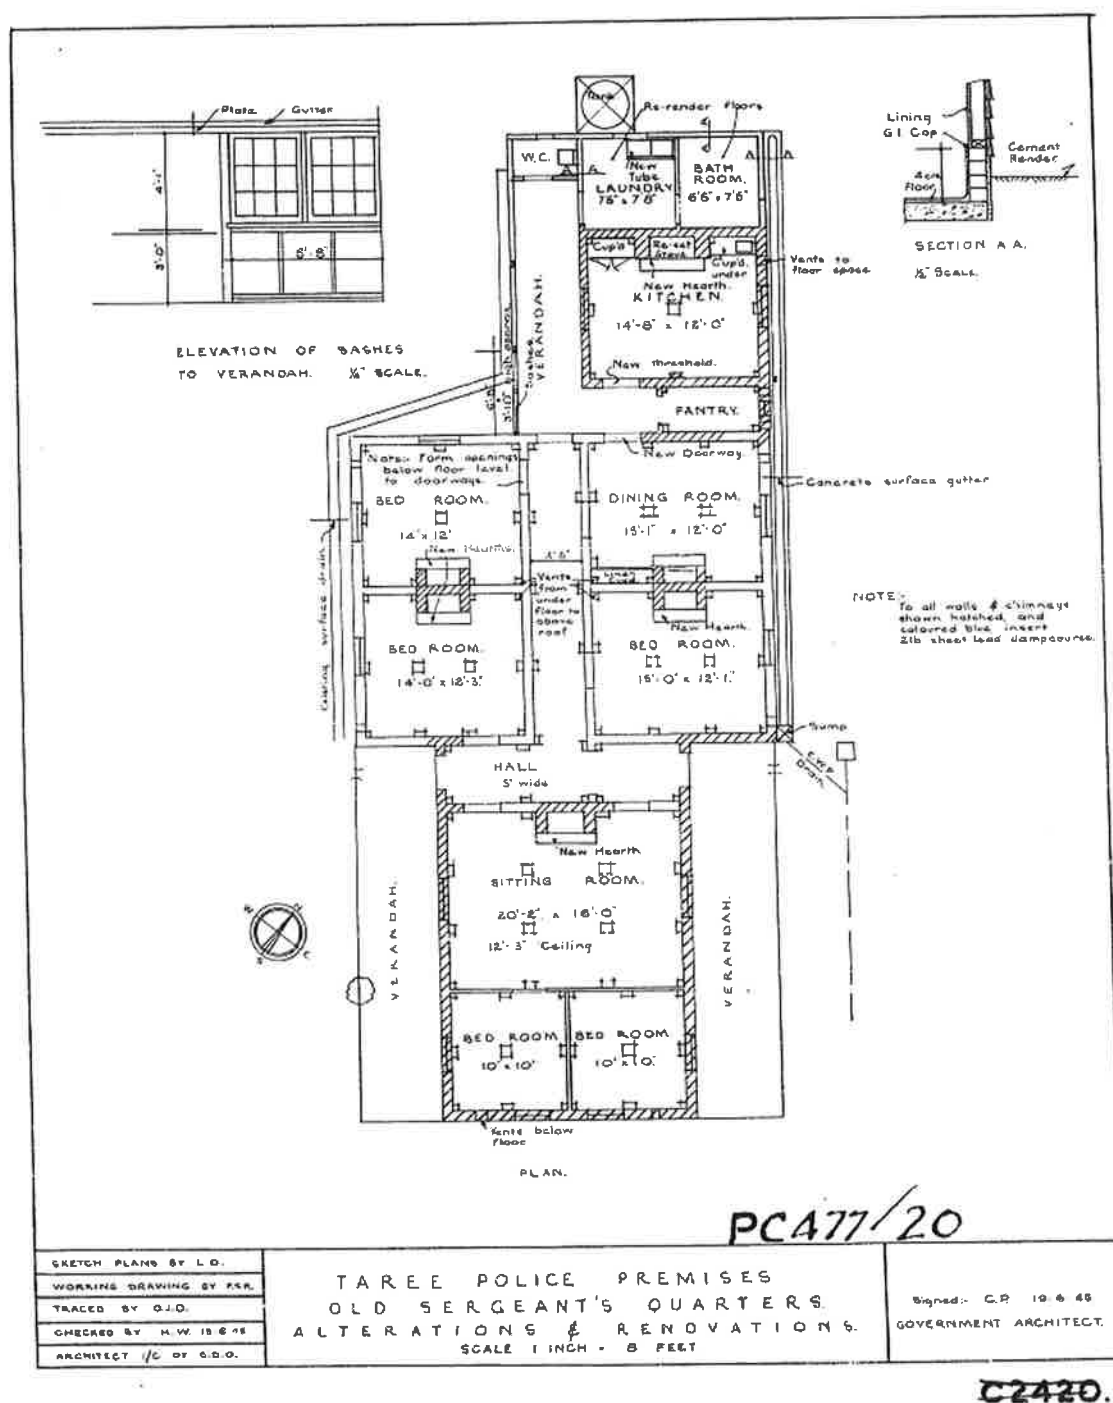 Plate
Gutter
4'-1"
3'-0"
6'-8"
ELEVATION OF SASHES
TO VERANDAH. ½" SCALE.
Tank
Re-render floors
W.C.
New
Tubs
LAUNDRY
7'6" x 7'6"
BATH
ROOM.
6'6" x 7'6"
A
A
Lining
G.I. Cap
Cement
Render
Floor
SECTION A A.
½" SCALE.
Cup'd
Re-set
Stove
Cup'd.
under
Vents to
floor space
New Hearth.
KITCHEN.
14'-8" x 12'-0"
VERANDAH.
Sashes
New threshold.
PANTRY.
New Doorway.
Note:- Form openings
below floor level
to doorways.
BED ROOM.
14' x 12'
New Hearths.
DINING ROOM.
15'-1" x 12'-0"
Concrete surface gutter
Linen
Vents
from
under
floor to
above
roof
Existing surface drain
NOTE:-
To all walls & chimneys
shown hatched, and
coloured blue insert
2lb sheet lead dampcourse.
New Hearth.
BED ROOM.
14'-0" x 12'-3"
BED ROOM.
15'-0" x 12'-1"
Sump
Drain
HALL
5' wide
New Hearth
SITTING ROOM.
20'-2" x 16'-0"
12'-3" Ceiling
VERANDAH.
VERANDAH.
BED ROOM
10' x 10'
BED ROOM
10' x 10'
Vents below
floor
PLAN.
PC477/20
SKETCH PLANS BY L.O.
WORKING DRAWING BY
TRACED BY O.J.O.
CHECKED BY H.W.
ARCHITECT I/C OF C.D.O.
TAREE POLICE PREMISES
OLD SERGEANT'S QUARTERS.
ALTERATIONS & RENOVATIONS.
SCALE 1 INCH - 8 FEET
Signed:- C.P.
GOVERNMENT ARCHITECT.
C2420.